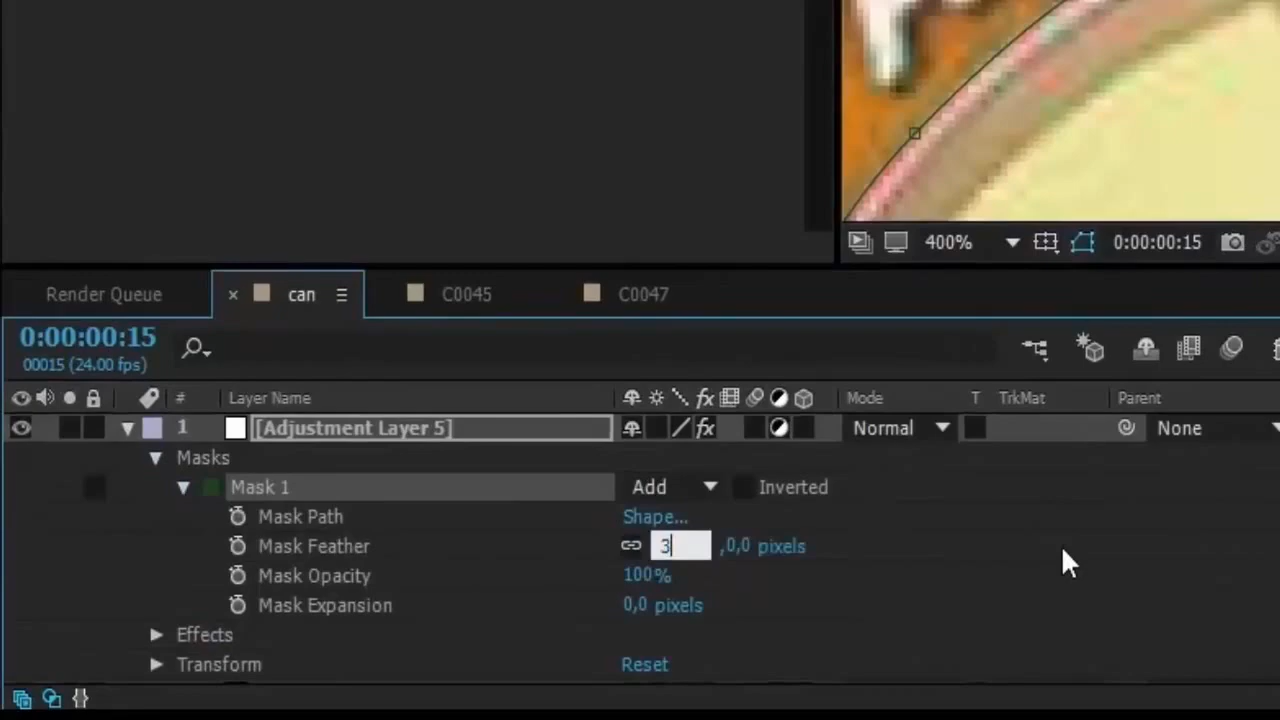 400%
0:00:00:15
Render Queue
× can
C0045
C0047
0:00:00:15
00015 (24.00 fps)
# Layer Name
fx
Mode
T TrkMat
Parent
1 [Adjustment Layer 5]
fx
Normal
None
Masks
Mask 1
Add
Inverted
Mask Path
Shape...
Mask Feather
3 ,0,0 pixels
Mask Opacity
100%
Mask Expansion
0,0 pixels
Effects
Transform
Reset